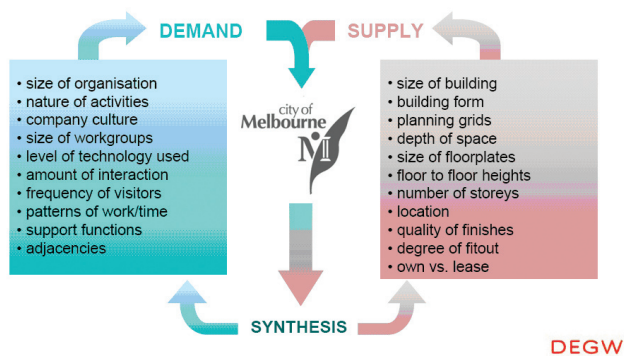 DEMAND
SUPPLY
• size of organisation
• nature of activities
• company culture
• size of workgroups
• level of technology used
• amount of interaction
• frequency of visitors
• patterns of work/time
• support functions
• adjacencies
city of
Melbourne
M
• size of building
• building form
• planning grids
• depth of space
• size of floorplates
• floor to floor heights
• number of storeys
• location
• quality of finishes
• degree of fitout
• own vs. lease
SYNTHESIS
DEGW